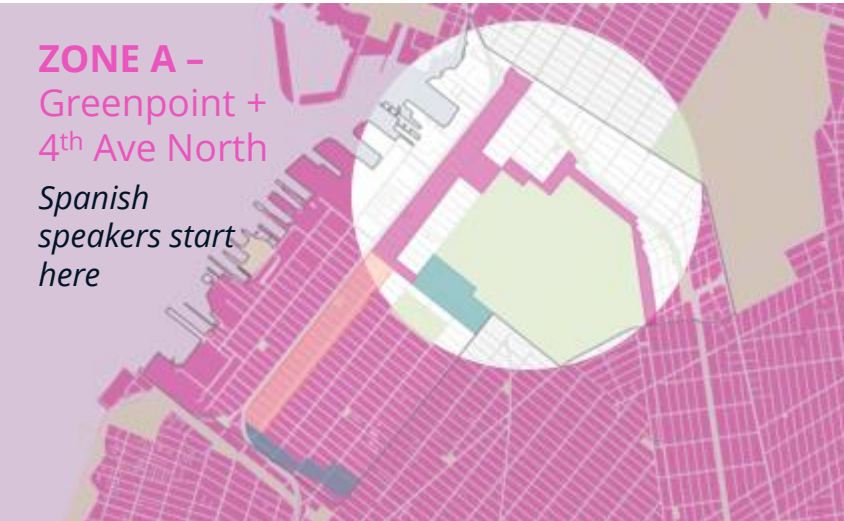 ZONE A –
Greenpoint +
4th Ave North
Spanish
speakers start
here